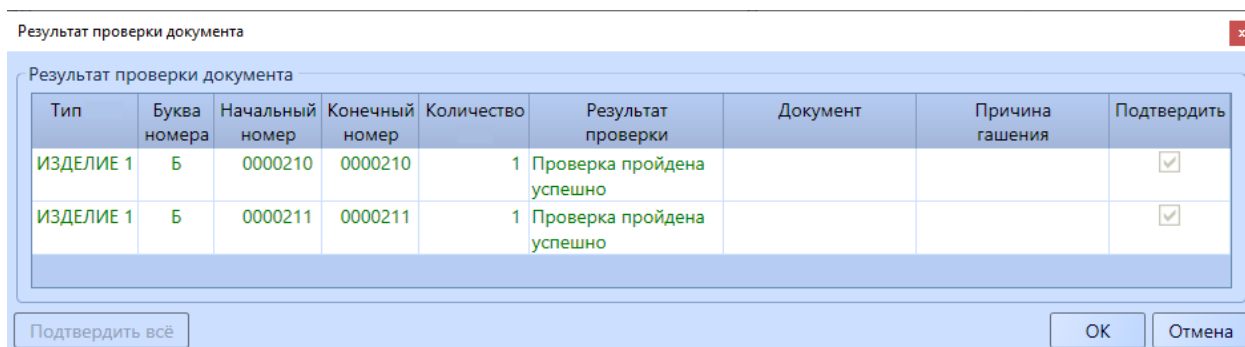 Результат проверки документа
x
Результат проверки документа
Тип Буква номера Начальный номер Конечный номер Количество Результат проверки Документ Причина гашения Подтвердить
ИЗДЕЛИЕ 1 Б 0000210 0000210 1 Проверка пройдена успешно
ИЗДЕЛИЕ 1 Б 0000211 0000211 1 Проверка пройдена успешно
Подтвердить всё OK Отмена